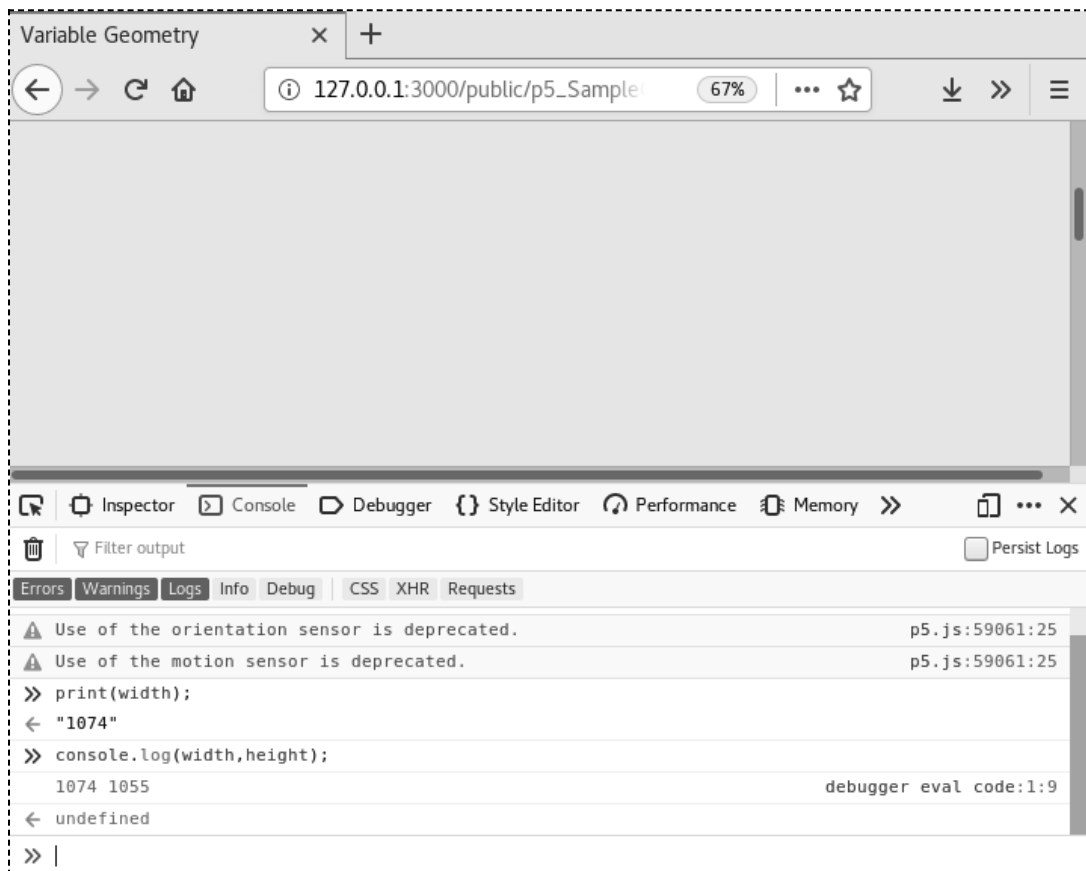 Variable Geometry
127.0.0.1:3000/public/p5_Sample 67%
Inspector Console Debugger {} Style Editor Performance Memory
Filter output Persist Logs
Errors Warnings Logs Info Debug CSS XHR Requests
Use of the orientation sensor is deprecated. p5.js:59061:25
Use of the motion sensor is deprecated. p5.js:59061:25
print(width);
"1074"
console.log(width,height);
1074 1055 debugger eval code:1:9
undefined